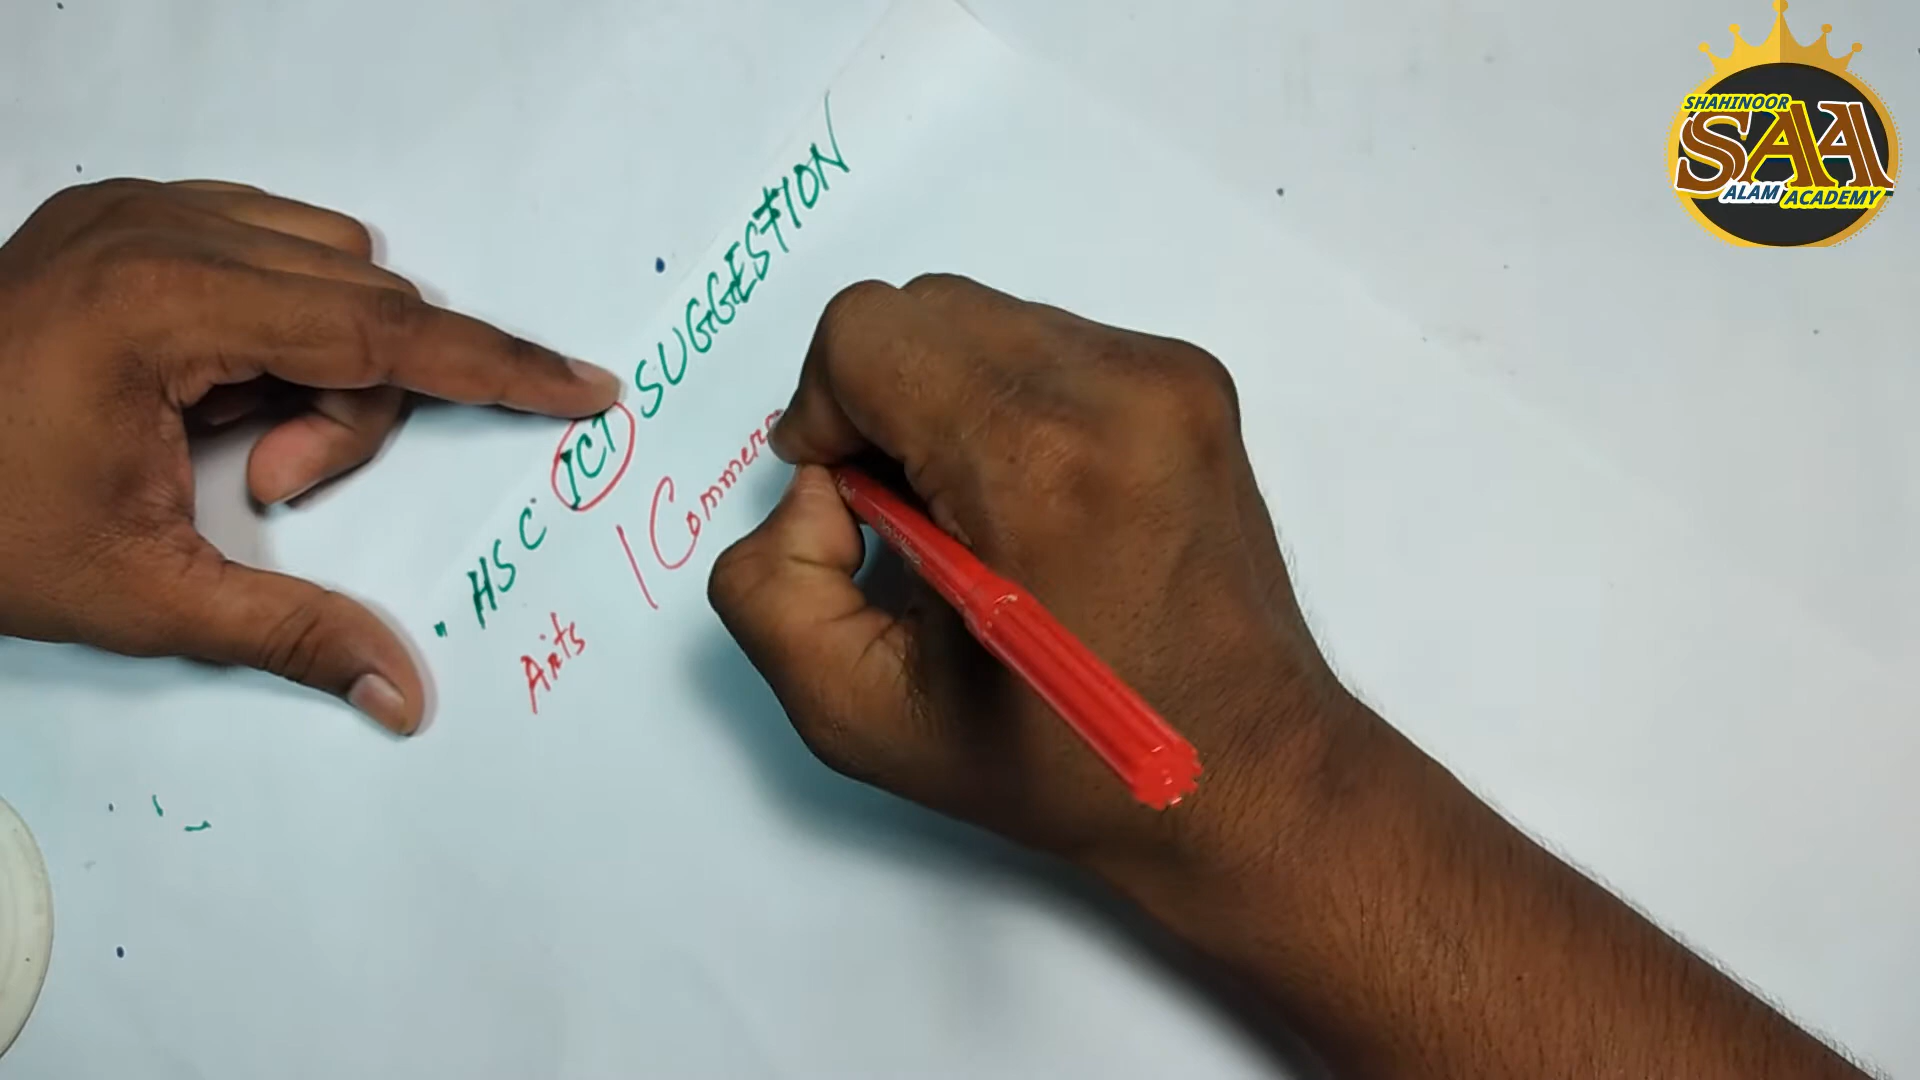 " HSC ICT SUGGESTION
Arts / Commerc
SHAHINOOR
SAA
ALAM ACADEMY